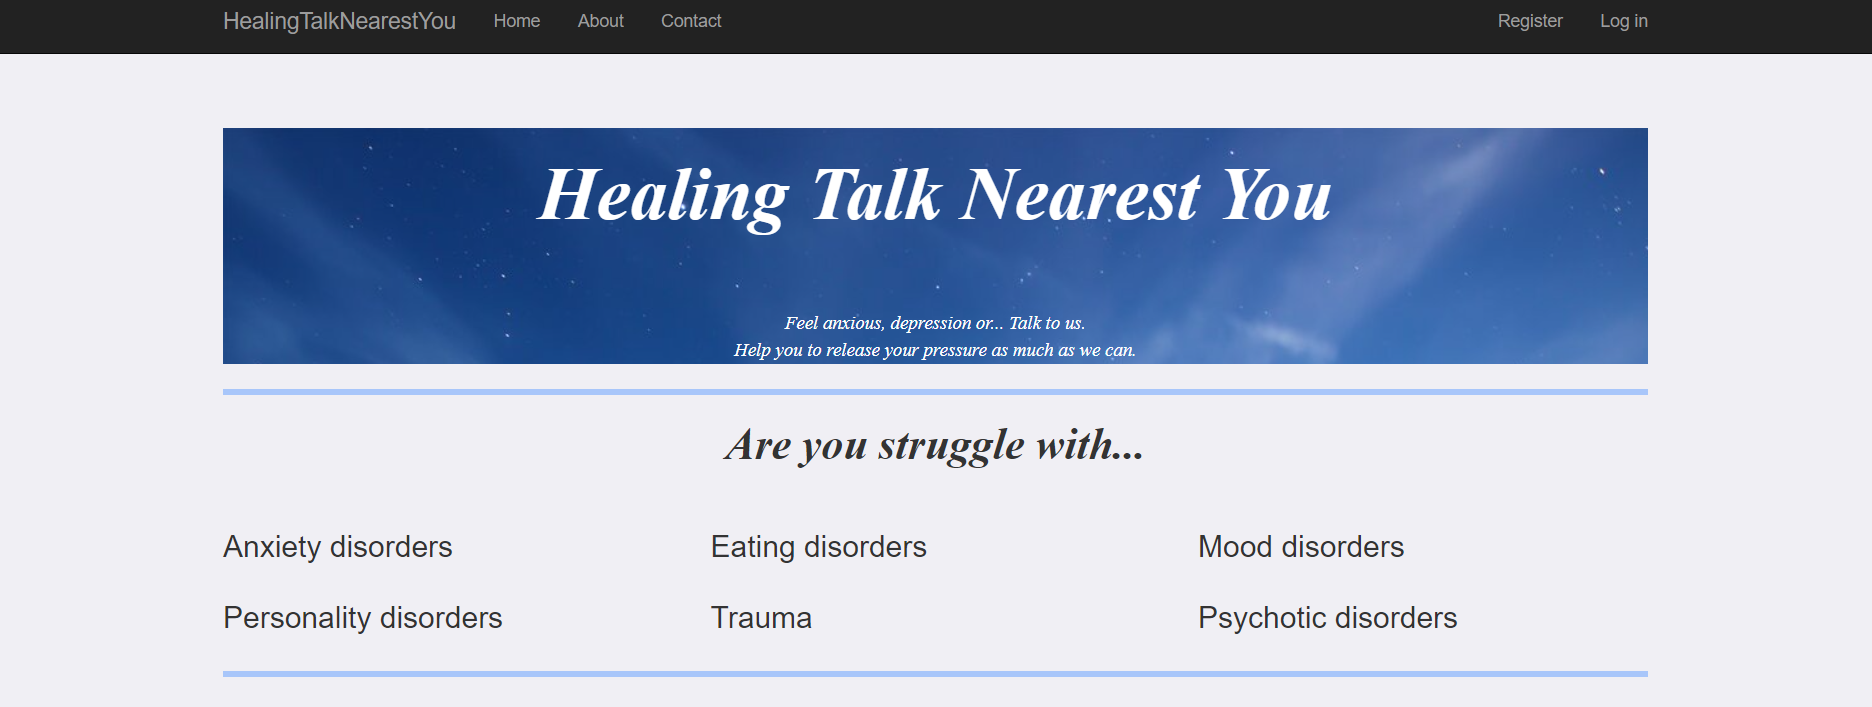 HealingTalkNearestYou Home About Contact Register Log in
Healing Talk Nearest You
Feel anxious, depression or... Talk to us.
Help you to release your pressure as much as we can.
Are you struggle with...
Anxiety disorders Eating disorders Mood disorders
Personality disorders Trauma Psychotic disorders